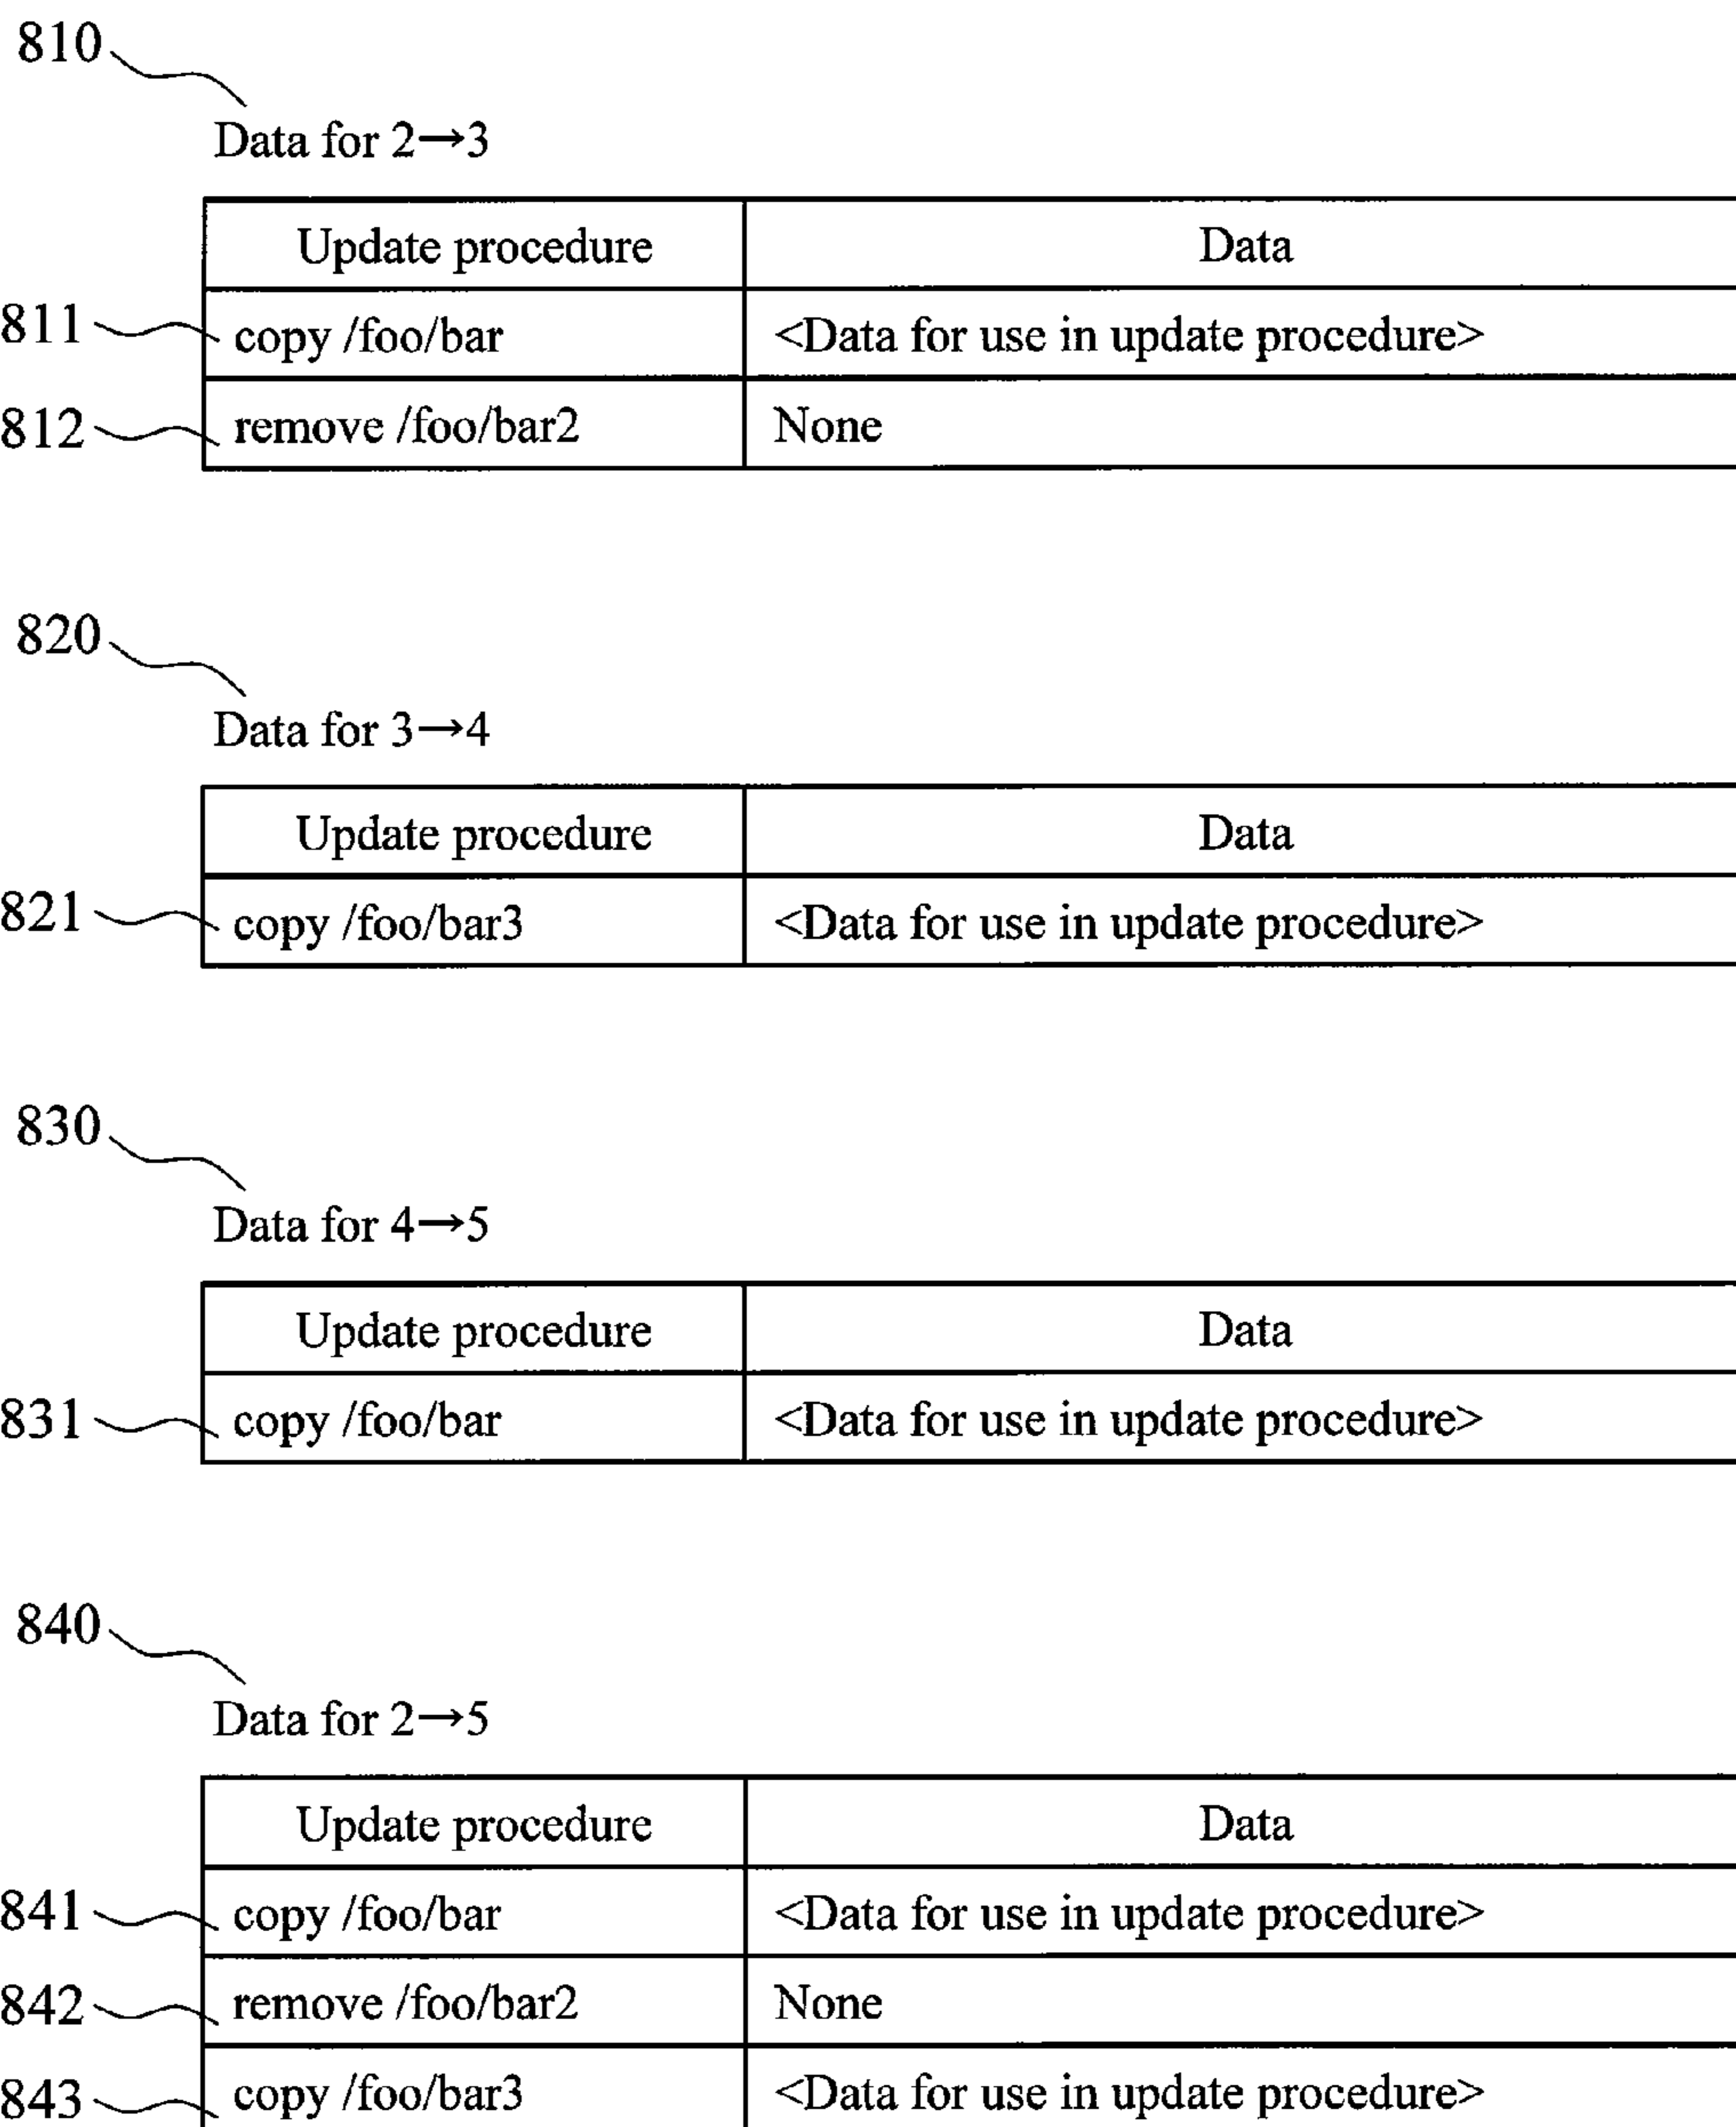 810
Data for 2→3
Update procedure Data
811 copy /foo/bar <Data for use in update procedure>
812 remove /foo/bar2 None
820
Data for 3→4
Update procedure Data
821 copy /foo/bar3 <Data for use in update procedure>
830
Data for 4→5
Update procedure Data
831 copy /foo/bar <Data for use in update procedure>
840
Data for 2→5
Update procedure Data
841 copy /foo/bar <Data for use in update procedure>
842 remove /foo/bar2 None
843 copy /foo/bar3 <Data for use in update procedure>